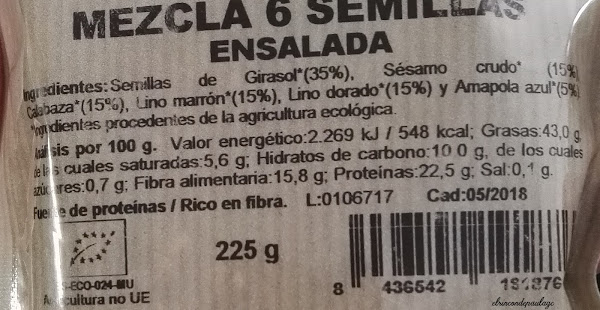 MEZCLA 6 SEMILLAS
ENSALADA
Ingredientes: Semillas de Girasol*(35%), Sésamo crudo* (15%)
Calabaza*(15%), Lino marrón*(15%), Lino dorado*(15%) y Amapola azul*(5%)
*Ingredientes procedentes de la agricultura ecológica.
Análisis por 100 g. Valor energético:2.269 kJ / 548 kcal; Grasas:43,0 g,
de las cuales saturadas:5,6 g; Hidratos de carbono:10 0 g, de los cuales
azúcares:0,7 g; Fibra alimentaria:15,8 g; Proteínas:22,5 g; Sal:0,1 g.
Fuente de proteínas / Rico en fibra. L:0106717 Cad:05/2018
225 g
S-ECO-024-MU
Agricultura no UE
8 436542 191876
elrincondepaulagc